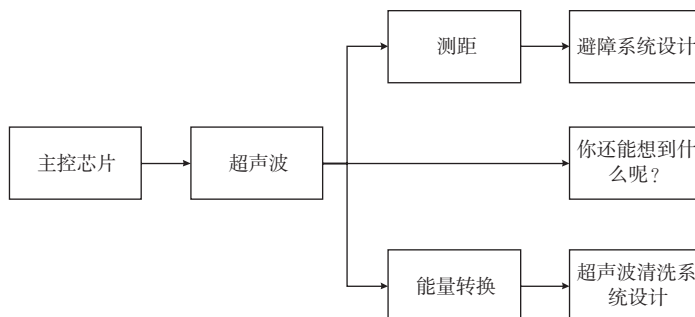 测距
避障系统设计
主控芯片
超声波
你还能想到什
么呢？
能量转换
超声波清洗系
统设计